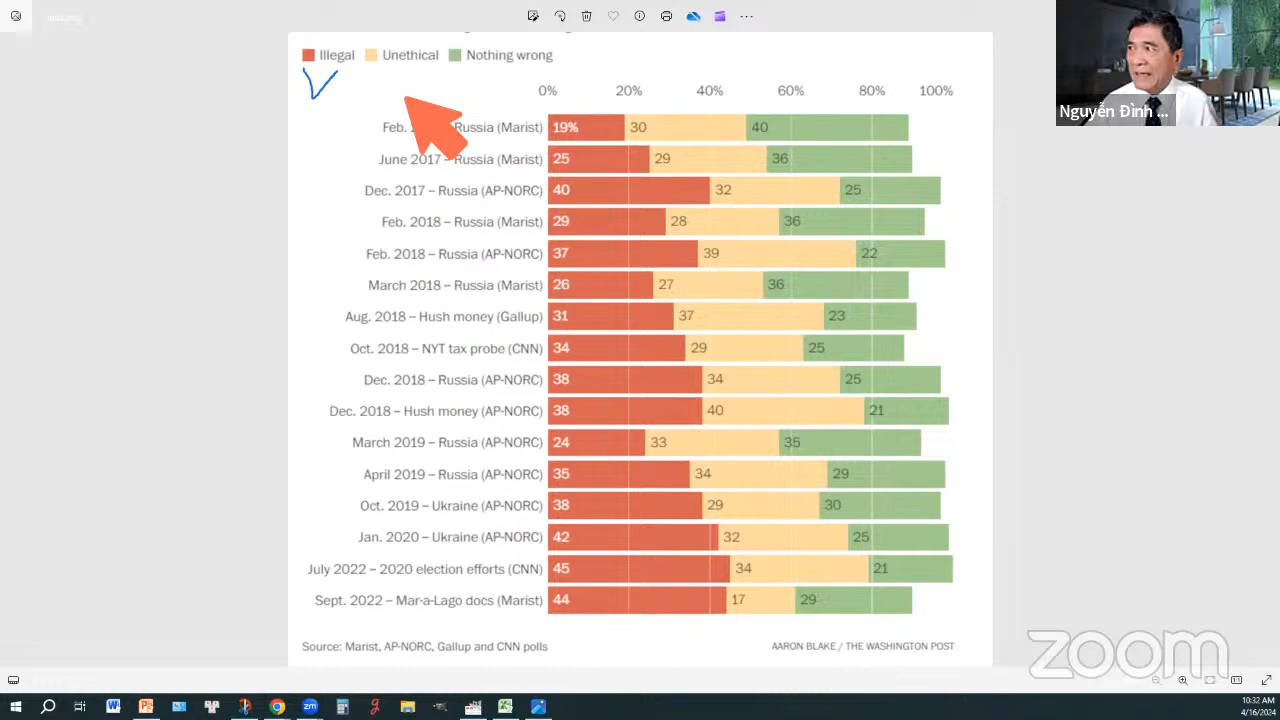 Illegal Unethical Nothing wrong
0% 20% 40% 60% 80% 100%
Feb. Russia (Marist) 19% 30 40
June 2017 – Russia (Marist) 25 29 36
Dec. 2017 – Russia (AP-NORC) 40 32 25
Feb. 2018 – Russia (Marist) 29 28 36
Feb. 2018 – Russia (AP-NORC) 37 39 22
March 2018 – Russia (Marist) 26 27 36
Aug. 2018 – Hush money (Gallup) 31 37 23
Oct. 2018 – NYT tax probe (CNN) 34 29 25
Dec. 2018 – Russia (AP-NORC) 38 34 25
Dec. 2018 – Hush money (AP-NORC) 38 40 21
March 2019 – Russia (AP-NORC) 24 33 35
April 2019 – Russia (AP-NORC) 35 34 29
Oct. 2019 – Ukraine (AP-NORC) 38 29 30
Jan. 2020 – Ukraine (AP-NORC) 42 32 25
July 2022 – 2020 election efforts (CNN) 45 34 21
Sept. 2022 – Mar-a-Lago docs (Marist) 44 17 29
Source: Marist, AP-NORC, Gallup and CNN polls
AARON BLAKE / THE WASHINGTON POST
Nguyễn Đình ...
zoom
10:32 AM
4/16/2024